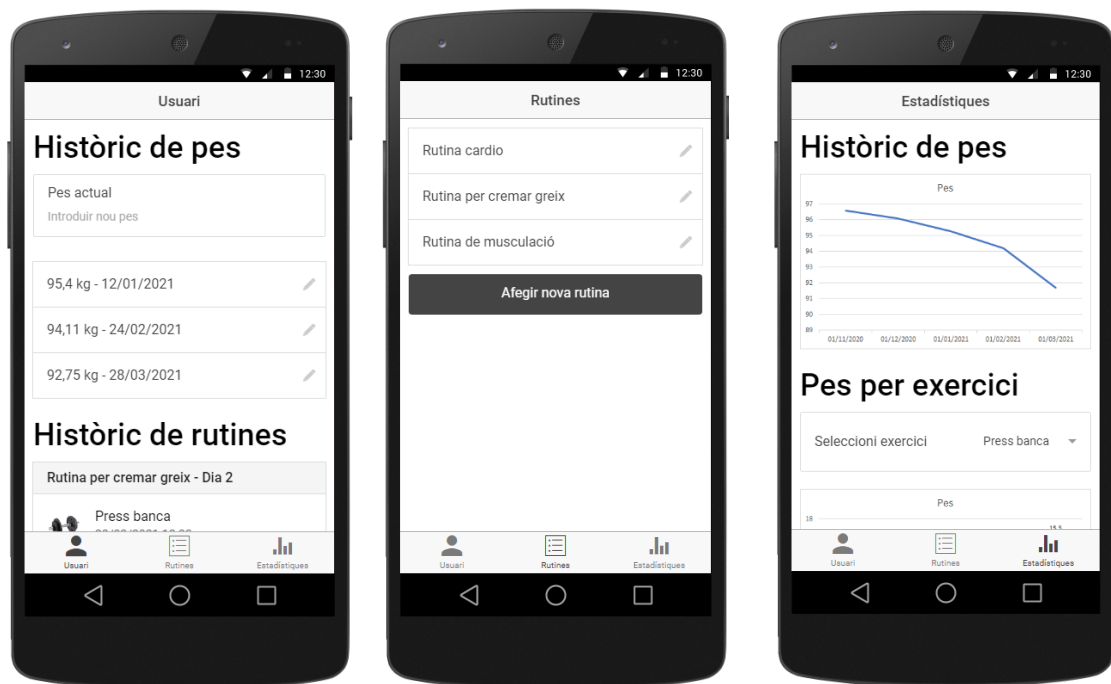 12:30
Usuari
Històric de pes
Pes actual
Introduir nou pes
95,4 kg - 12/01/2021
94,11 kg - 24/02/2021
92,75 kg - 28/03/2021
Històric de rutines
Rutina per cremar greix - Dia 2
Press banca
Usuari
Rutines
Estadístiques
12:30
Rutines
Rutina cardio
Rutina per cremar greix
Rutina de musculació
Afegir nova rutina
Usuari
Rutines
Estadístiques
12:30
Estadístiques
Històric de pes
Pes
97
96
95
94
93
92
91
90
89
01/11/2020 01/12/2020 01/01/2021 01/02/2021 01/03/2021
Pes per exercici
Seleccioni exercici Press banca
Pes
18
Usuari
Rutines
Estadístiques